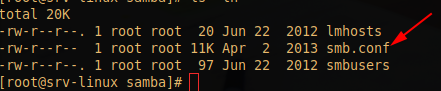 total 20K
-rw-r--r--. 1 root root  20 Jun 22  2012 lmhosts
-rw-r--r--  1 root root 11K Apr  2  2013 smb.conf
-rw-r--r--. 1 root root  97 Jun 22  2012 smbusers
[root@srv-linux samba]#